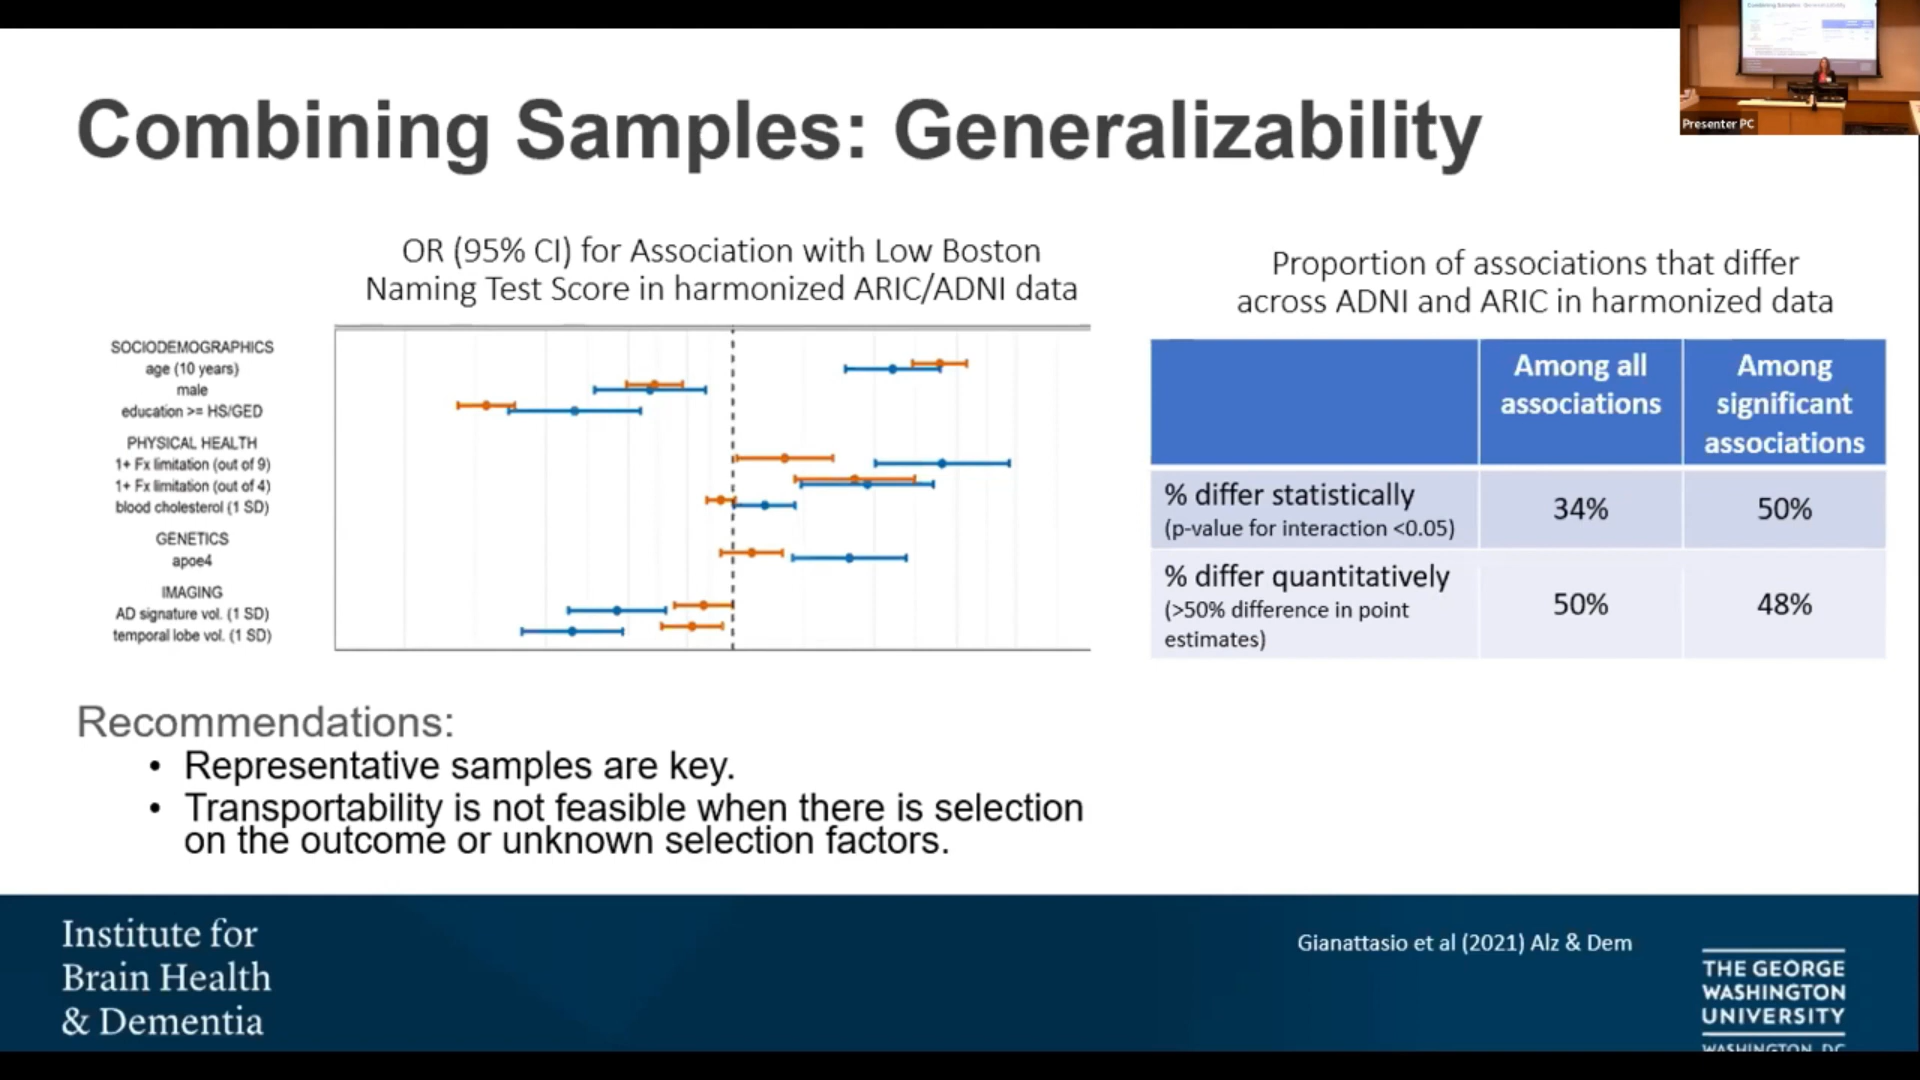 Combining Samples: Generalizability
Presenter PC
OR (95% CI) for Association with Low Boston
Naming Test Score in harmonized ARIC/ADNI data
SOCIODEMOGRAPHICS
age (10 years)
male
education >= HS/GED
PHYSICAL HEALTH
1+ Fx limitation (out of 9)
1+ Fx limitation (out of 4)
blood cholesterol (1 SD)
GENETICS
apoe4
IMAGING
AD signature vol. (1 SD)
temporal lobe vol. (1 SD)
Proportion of associations that differ
across ADNI and ARIC in harmonized data
Among all
associations
Among
significant
associations
% differ statistically
(p-value for interaction <0.05)
34%
50%
% differ quantitatively
(>50% difference in point
estimates)
50%
48%
Recommendations:
• Representative samples are key.
• Transportability is not feasible when there is selection
on the outcome or unknown selection factors.
Institute for
Brain Health
& Dementia
Gianattasio et al (2021) Alz & Dem
THE GEORGE
WASHINGTON
UNIVERSITY
WASHINGTON, DC